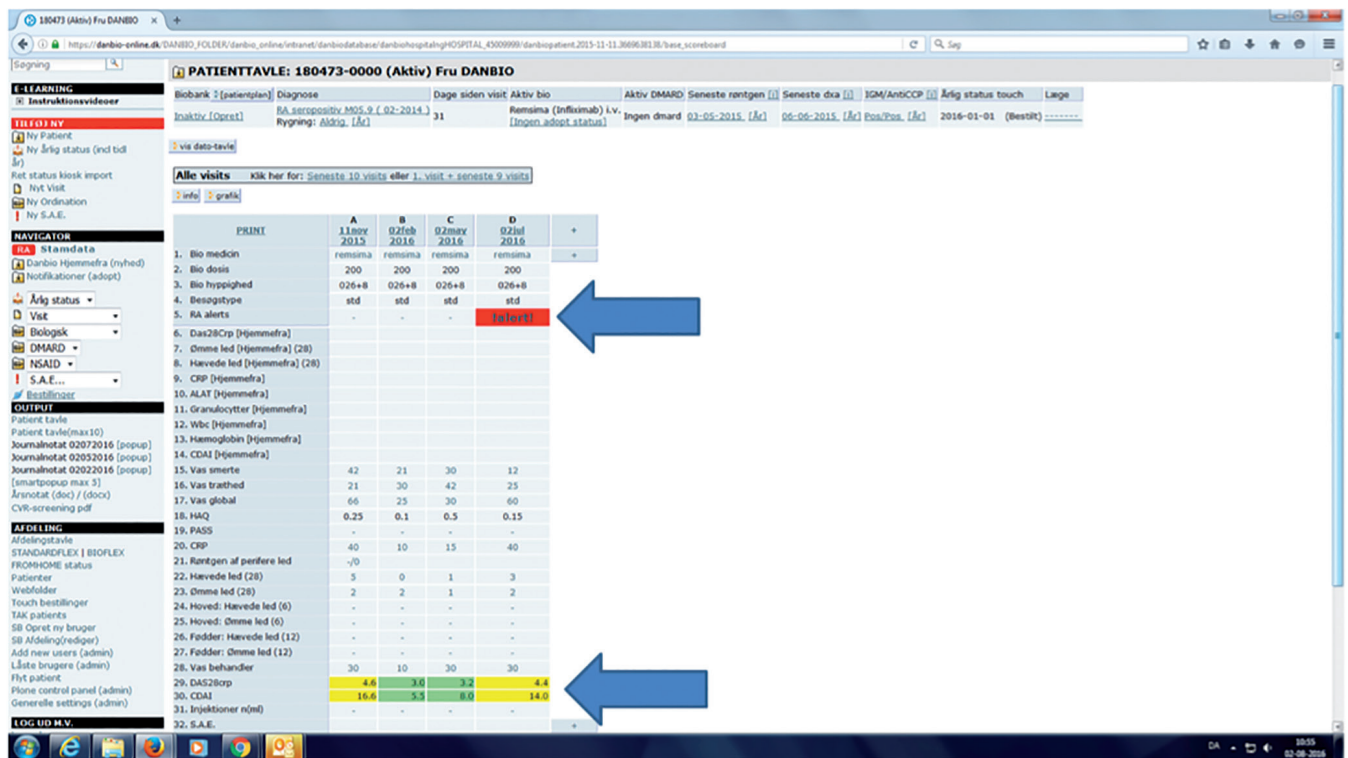 180473 (Aktiv) Fru DANBIO × +
https://danbio-online.dk/DANBIO_FOLDER/danbio_online/intranet/danbiodatabase/danbiohospitalngHOSPITAL_45009999/danbiopatient.2015-11-11.3669638138/base_scoreboard
Søg
Søgning
E-LEARNING
Instruktionsvideoer
TILFØJ NY
Ny Patient
Ny årlig status (incl tidl
år)
Ret status kiosk import
Nyt Visit
Ny Ordination
Ny S.A.E.
NAVIGATOR
RA Stamdata
Danbio Hjemmefra (nyhed)
Notifikationer (adopt)
Årlig status
Visit
Biologisk
DMARD
NSAID
S.A.E...
Bestillinger
OUTPUT
Patient tavle
Patient tavle(max10)
Journalnotat 02072016 [popup]
Journalnotat 02052016 [popup]
Journalnotat 02022016 [popup]
[smartpopup max 5]
Årsnotat (doc) / (docx)
CVR-screening pdf
AFDELING
Afdelingstavle
STANDARDFLEX | BIOFLEX
FROMHOME status
Patienter
Webfolder
Touch bestillinger
TAK patients
SB Opret ny bruger
SB Afdeling(rediger)
Add new users (admin)
Låste brugere (admin)
Flyt patient
Plone control panel (admin)
Generelle settings (admin)
LOG UD M.V.
PATIENTTAVLE: 180473-0000 (Aktiv) Fru DANBIO
Biobank [patientplan] Diagnose Dage siden visit Aktiv bio Aktiv DMARD Seneste røntgen [i] Seneste dxa [i] IGM/AntiCCP [i] Årlig status touch Læge
Inaktiv [Opret] RA seropositiv M05.9 ( 02-2014 ) 31 Remsima (Infliximab) i.v. Ingen dmard 03-05-2015 [År] 06-06-2015 [År] Pos/Pos [År] 2016-01-01 (Bestilt) -------
Rygning: Aldrig [År] [Ingen adopt status]
vis dato-tavle
Alle visits Klik her for: Seneste 10 visits eller 1. visit + seneste 9 visits
info grafik
A B C D
PRINT 11nov 02feb 02may 02jul +
2015 2016 2016 2016
1. Bio medicin remsima remsima remsima remsima +
2. Bio dosis 200 200 200 200
3. Bio hyppighed 026+8 026+8 026+8 026+8
4. Besøgstype std std std std
5. RA alerts - - - !alert!
6. Das28Crp [Hjemmefra]
7. Ømme led [Hjemmefra] (28)
8. Hævede led [Hjemmefra] (28)
9. CRP [Hjemmefra]
10. ALAT [Hjemmefra]
11. Granulocytter [Hjemmefra]
12. Wbc [Hjemmefra]
13. Hæmoglobin [Hjemmefra]
14. CDAI [Hjemmefra]
15. Vas smerte 42 21 30 12
16. Vas træthed 21 30 42 25
17. Vas global 66 25 30 60
18. HAQ 0.25 0.1 0.5 0.15
19. PASS - - - -
20. CRP 40 10 15 40
21. Røntgen af perifere led -/0
22. Hævede led (28) 5 0 1 3
23. Ømme led (28) 2 2 1 2
24. Hoved: Hævede led (6) - - - -
25. Hoved: Ømme led (6) - - - -
26. Fødder: Hævede led (12) - - - -
27. Fødder: Ømme led (12) - - - -
28. Vas behandler 30 10 30 30
29. DAS28crp 4.6 3.0 3.2 4.4
30. CDAI 16.6 5.5 8.0 14.0
31. Injektioner n(ml) - - - -
32. S.A.E. +
DA 10:55
02-08-2016